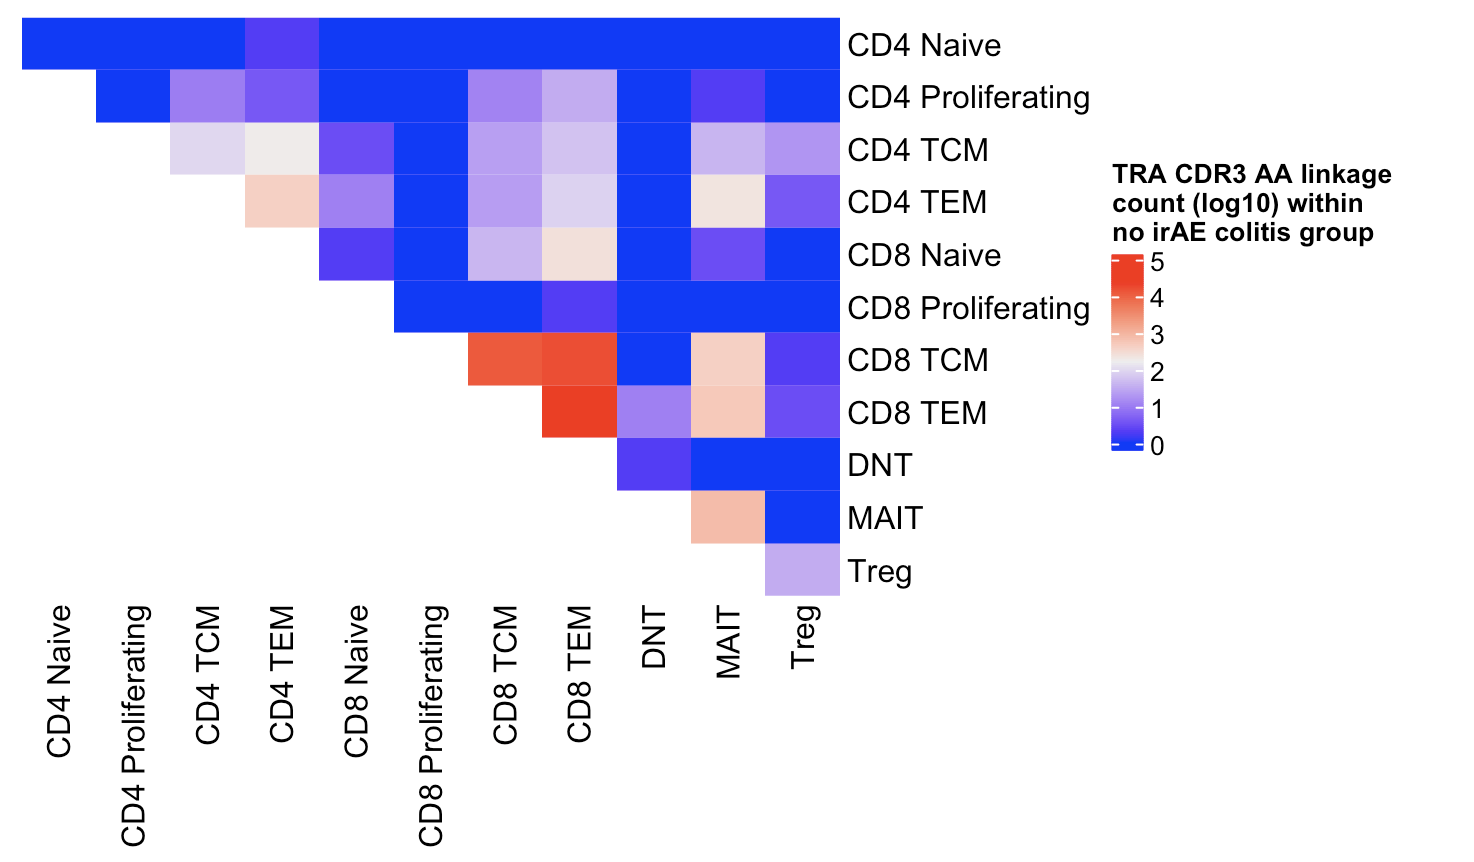 CD4 Naive
CD4 Proliferating
CD4 TCM
CD4 TEM
CD8 Naive
CD8 Proliferating
CD8 TCM
CD8 TEM
DNT
MAIT
Treg
TRA CDR3 AA linkage
count (log10) within
no irAE colitis group
5
4
3
2
1
0
CD4 Naive
CD4 Proliferating
CD4 TCM
CD4 TEM
CD8 Naive
CD8 Proliferating
CD8 TCM
CD8 TEM
DNT
MAIT
Treg